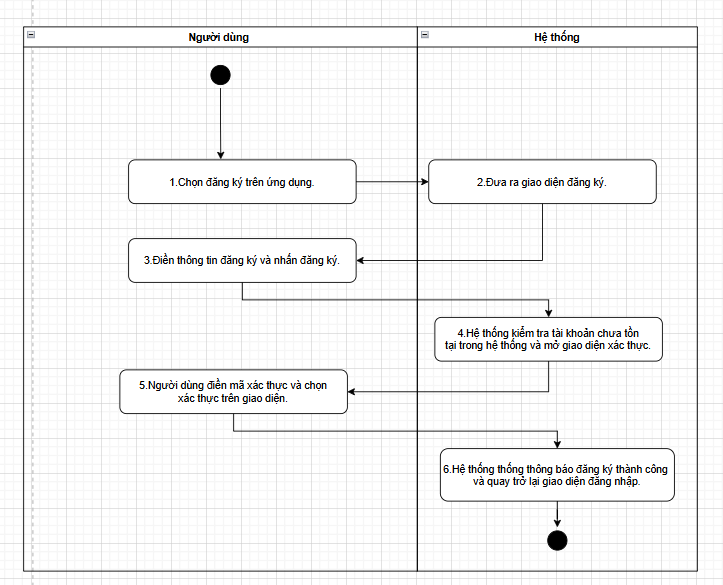 Người dùng
Hệ thống
1.Chọn đăng ký trên ứng dụng.
2.Đưa ra giao diện đăng ký.
3.Điền thông tin đăng ký và nhấn đăng ký.
4.Hệ thống kiểm tra tài khoản chưa tồn
tại trong hệ thống và mở giao diện xác thực.
5.Người dùng điền mã xác thực và chọn
xác thực trên giao diện.
6.Hệ thống thống thông báo đăng ký thành công
và quay trở lại giao diện đăng nhập.